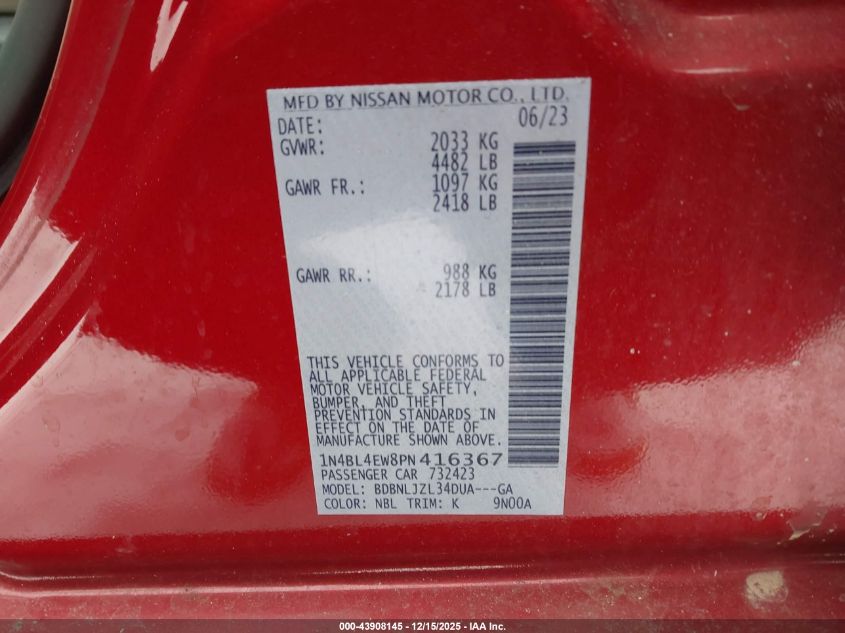 MFD BY NISSAN MOTOR CO., LTD.
DATE: 06/23
GVWR: 2033 KG
4482 LB
GAWR FR.: 1097 KG
2418 LB
GAWR RR.: 988 KG
2178 LB
THIS VEHICLE CONFORMS TO
ALL APPLICABLE FEDERAL
MOTOR VEHICLE SAFETY,
BUMPER, AND THEFT
PREVENTION STANDARDS IN
EFFECT ON THE DATE OF
MANUFACTURE SHOWN ABOVE.
1N4BL4EW8PN416367
PASSENGER CAR 732423
MODEL: BDBNLJZL34DUA---GA
COLOR: NBL TRIM: K 9N00A
000-43908145 - 12/15/2025 - IAA Inc.